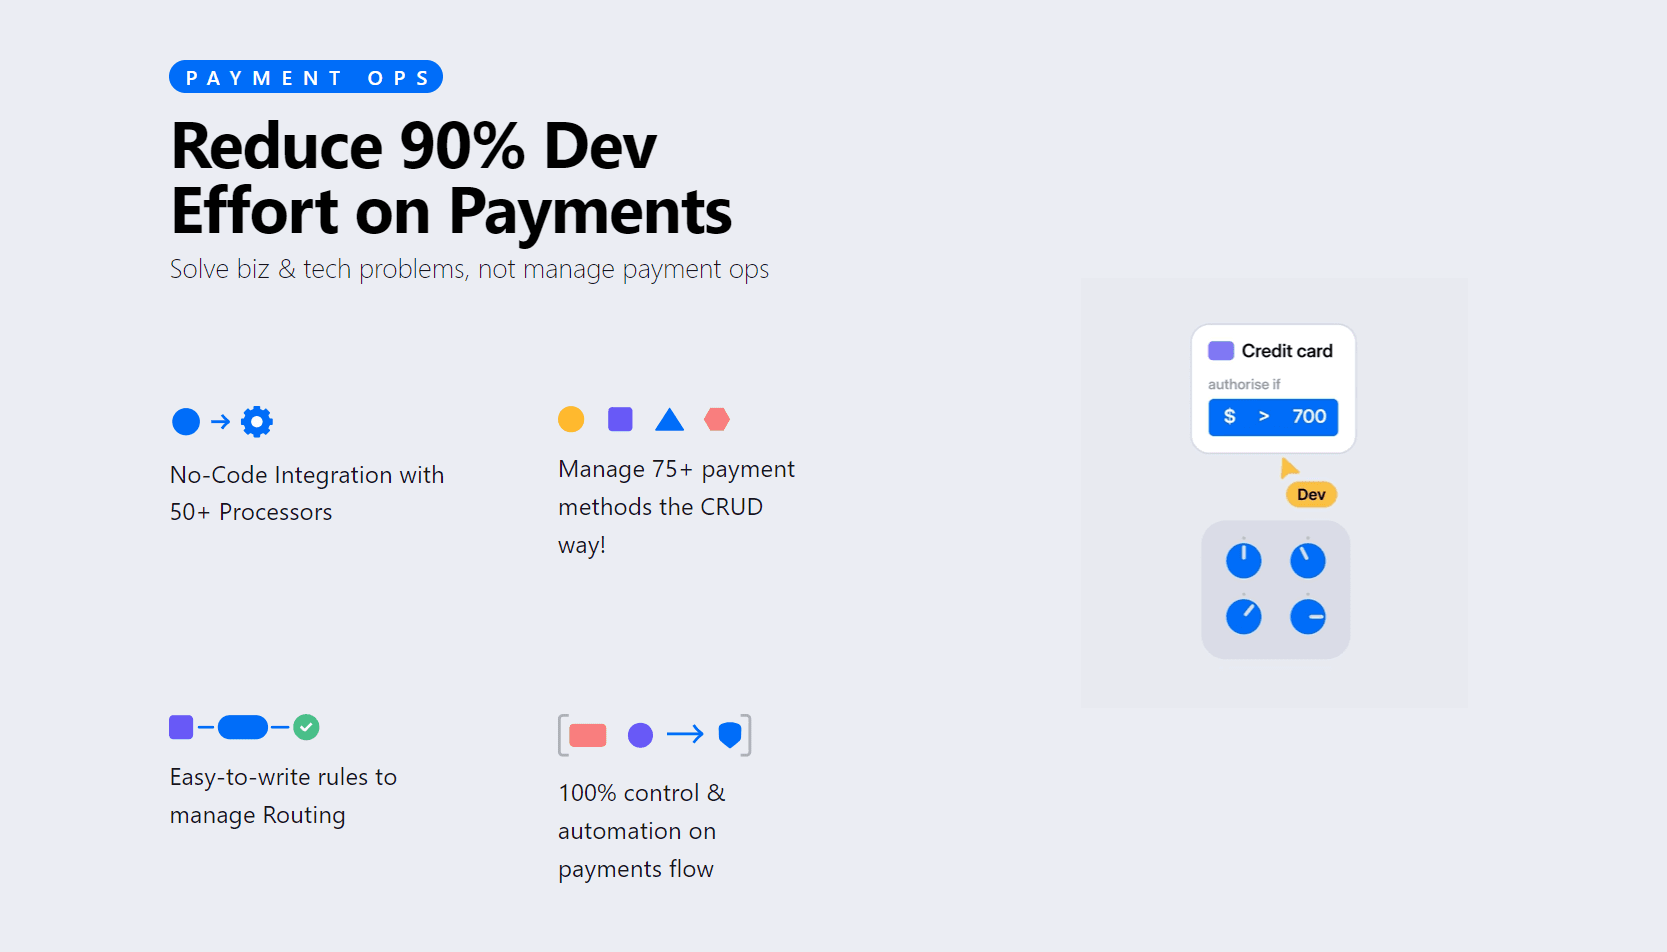 PAYMENT OPS
Reduce 90% Dev
Effort on Payments
Solve biz & tech problems, not manage payment ops
No-Code Integration with
50+ Processors
Manage 75+ payment
methods the CRUD
way!
Easy-to-write rules to
manage Routing
100% control &
automation on
payments flow
Credit card
authorise if
$ > 700
Dev